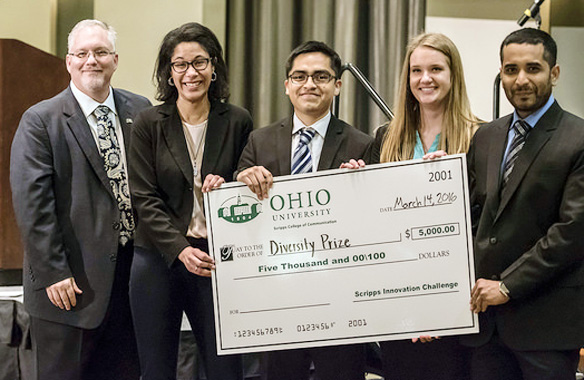 2001
OHIO
UNIVERSITY
Scripps College of Communication
DATE March 14, 2016
PAY TO THE
ORDER OF Diversity Prize $ 5,000.00
Five Thousand and 00\100 DOLLARS
Scripps Innovation Challenge
FOR
123456789 0123456 2001